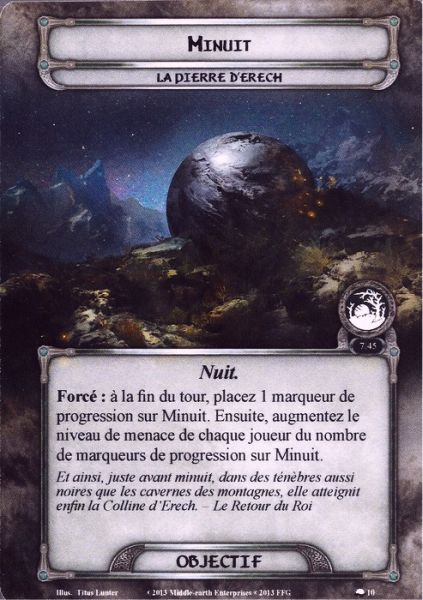 MINUIT
LA PIERRE D'ERECH
7.45
Nuit.
Forcé : à la fin du tour, placez 1 marqueur de
progression sur Minuit. Ensuite, augmentez le
niveau de menace de chaque joueur du nombre
de marqueurs de progression sur Minuit.
Et ainsi, juste avant minuit, dans des ténèbres aussi
noires que les cavernes des montagnes, elle atteignit
enfin la Colline d'Erech. – Le Retour du Roi
OBJECTIF
Illus. Titus Lunter © 2013 Middle-earth Enterprises © 2013 FFG 10